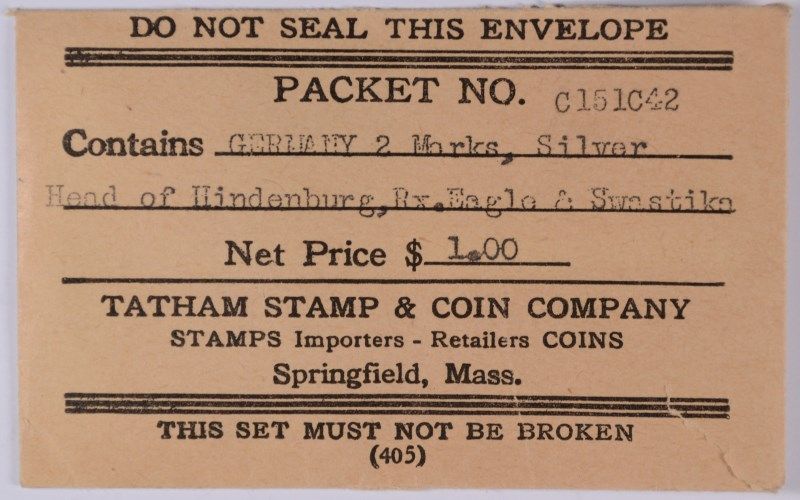 DO NOT SEAL THIS ENVELOPE
PACKET NO. C151C42
Contains GERMANY 2 Marks, Silver
Head of Hindenburg,Rx.Eagle & Swastika
Net Price $ 1.00
TATHAM STAMP & COIN COMPANY
STAMPS Importers - Retailers COINS
Springfield, Mass.
THIS SET MUST NOT BE BROKEN
(405)